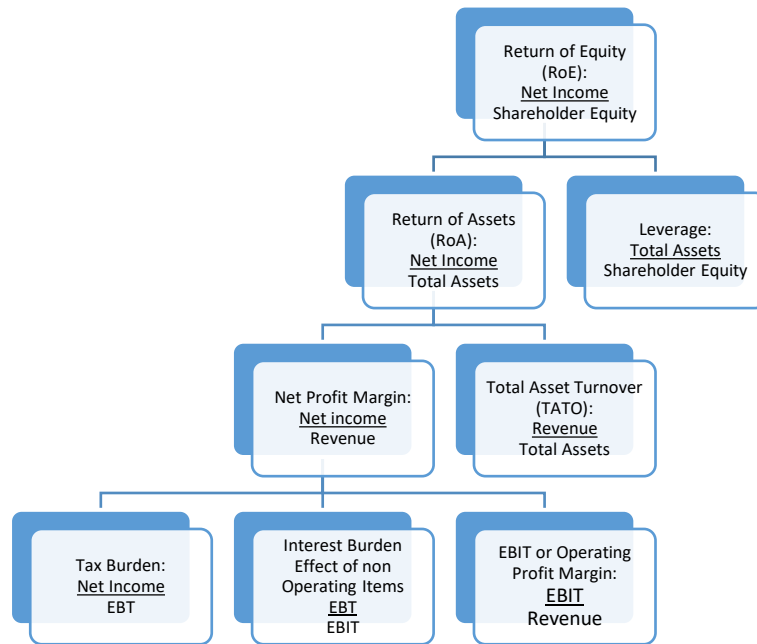 Return of Equity
(RoE):
Net Income
Shareholder Equity
Return of Assets
(RoA):
Net Income
Total Assets
Leverage:
Total Assets
Shareholder Equity
Net Profit Margin:
Net income
Revenue
Total Asset Turnover
(TATO):
Revenue
Total Assets
Tax Burden:
Net Income
EBT
Interest Burden
Effect of non
Operating Items
EBT
EBIT
EBIT or Operating
Profit Margin:
EBIT
Revenue